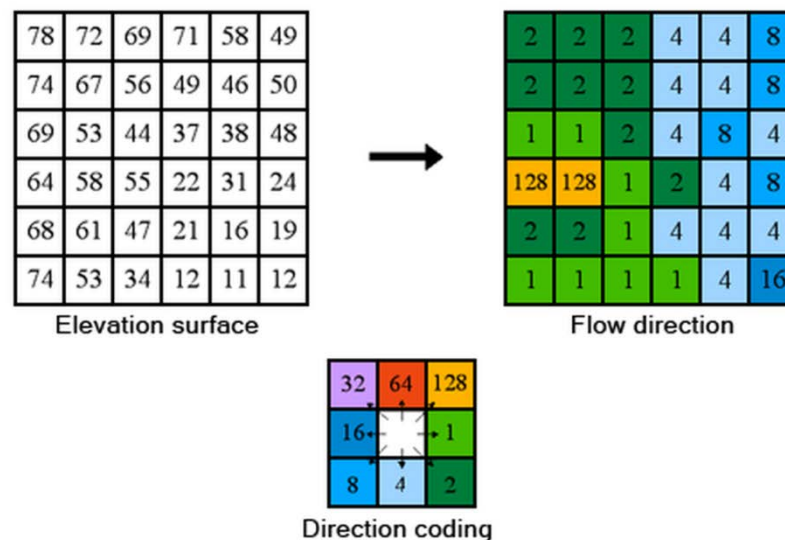 78 72 69 71 58 49 2 2 2 4 4 8
74 67 56 49 46 50 2 2 2 4 4 8
69 53 44 37 38 48 1 1 2 4 8 4
64 58 55 22 31 24 128 128 1 2 4 8
68 61 47 21 16 19 2 2 1 4 4 4
74 53 34 12 11 12 1 1 1 1 4 16
Elevation surface Flow direction
32 64 128
16 1
8 4 2
Direction coding